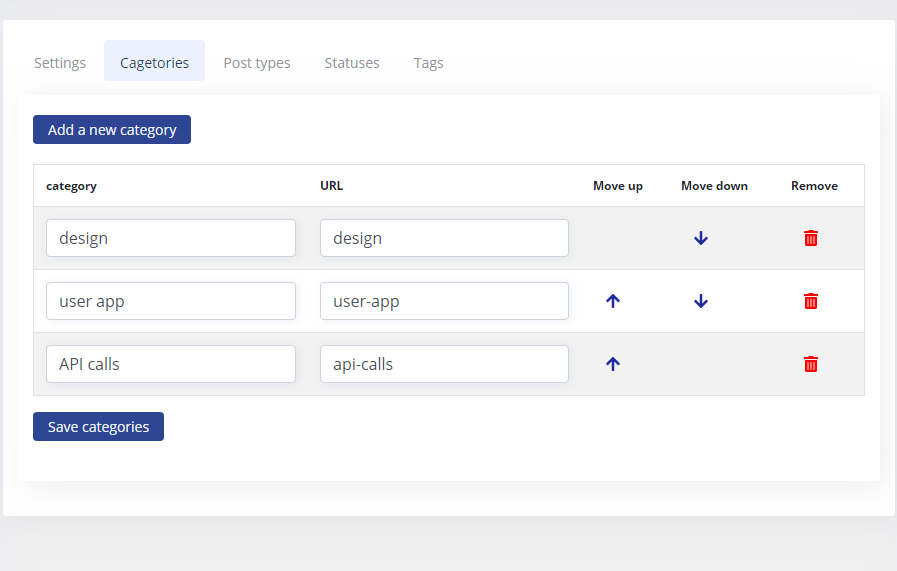 Settings Cagetories Post types Statuses Tags
Add a new category
category URL Move up Move down Remove
design design
user app user-app
API calls api-calls
Save categories